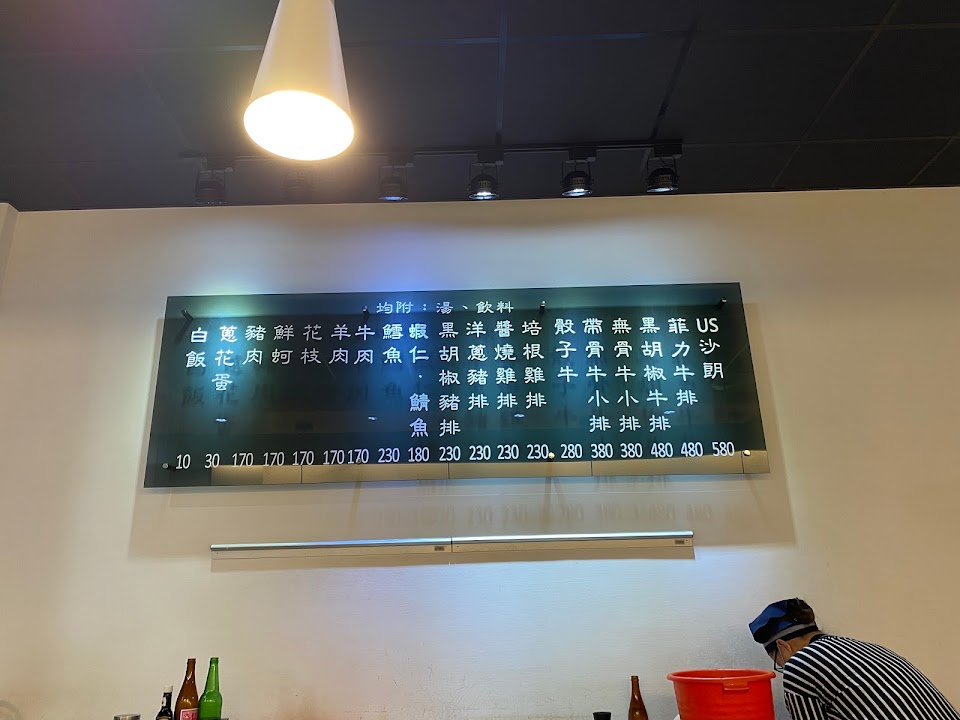 均附：湯、飲料
US沙朗 580
菲力牛排 480
黑胡椒牛排 480
無骨牛小排 380
帶骨牛小排 380
骰子牛 280
培根雞排 230
醬燒雞排 230
洋蔥豬排 230
黑胡椒豬排 230
蝦仁．鯖魚 180
鱈魚 230
牛肉 170
羊肉 170
花枝 170
鮮蚵 170
豬肉 170
蔥花蛋 30
白飯 10